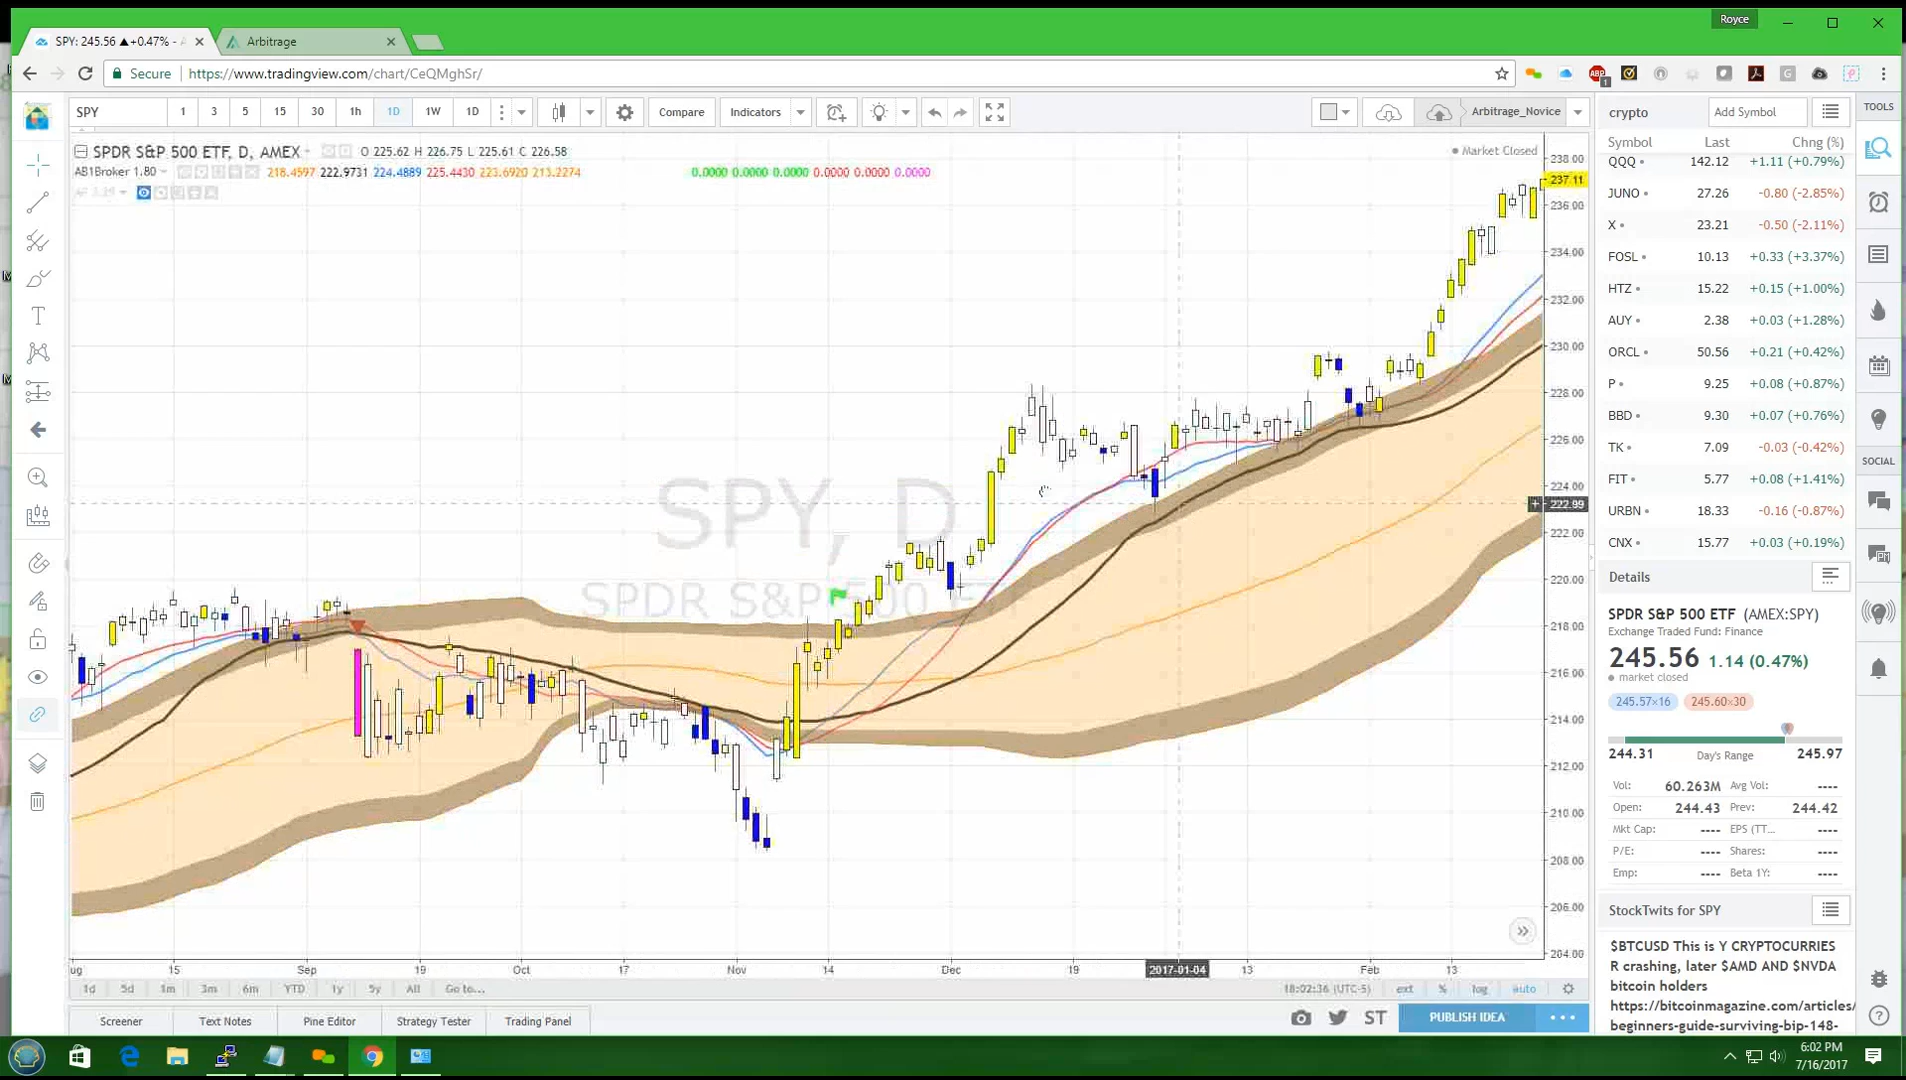 Royce
SPY: 245.56 ▲+0.47% -
Arbitrage
Secure https://www.tradingview.com/chart/CeQMghSr/
SPY 1 3 5 15 30 1h 1D 1W 1D Compare Indicators Arbitrage_Novice
SPDR S&P 500 ETF, D, AMEX O 225.62 H 226.75 L 225.61 C 226.58
Market Closed
AB1Broker 1.80 218.4597 222.9731 224.4889 225.4430 223.6920 213.2274 0.0000 0.0000 0.0000 0.0000 0.0000 0.0000
SPY, D
SPDR S&P 500 ETF
238.00
237.11
236.00
234.00
232.00
230.00
228.00
226.00
224.00
222.99
222.00
220.00
218.00
216.00
214.00
212.00
210.00
208.00
206.00
204.00
ug 15 Sep 19 Oct 17 Nov 14 Dec 19 2017-01-04 13 Feb 13
1d 5d 1m 3m 6m YTD 1y 5y All Go to... 18:02:36 (UTC-5) ext % log auto
Screener Text Notes Pine Editor Strategy Tester Trading Panel ST PUBLISH IDEA
crypto Add Symbol
Symbol Last Chng (%)
QQQ 142.12 +1.11 (+0.79%)
JUNO 27.26 -0.80 (-2.85%)
X 23.21 -0.50 (-2.11%)
FOSL 10.13 +0.33 (+3.37%)
HTZ 15.22 +0.15 (+1.00%)
AUY 2.38 +0.03 (+1.28%)
ORCL 50.56 +0.21 (+0.42%)
P 9.25 +0.08 (+0.87%)
BBD 9.30 +0.07 (+0.76%)
TK 7.09 -0.03 (-0.42%)
FIT 5.77 +0.08 (+1.41%)
URBN 18.33 -0.16 (-0.87%)
CNX 15.77 +0.03 (+0.19%)
Details
SPDR S&P 500 ETF (AMEX:SPY)
Exchange Traded Fund: Finance
245.56 1.14 (0.47%)
market closed
245.57×16 245.60×30
244.31 Day's Range 245.97
Vol: 60.263M Avg Vol: ----
Open: 244.43 Prev: 244.42
Mkt Cap: ---- EPS (TT... ----
P/E: ---- Shares: ----
Emp: ---- Beta 1Y: ----
StockTwits for SPY
$BTCUSD This is Y CRYPTOCURRIES
R crashing, later $AMD AND $NVDA
bitcoin holders
https://bitcoinmagazine.com/articles/
beginners-guide-surviving-bip-148-
TOOLS
SOCIAL
6:02 PM
7/16/2017